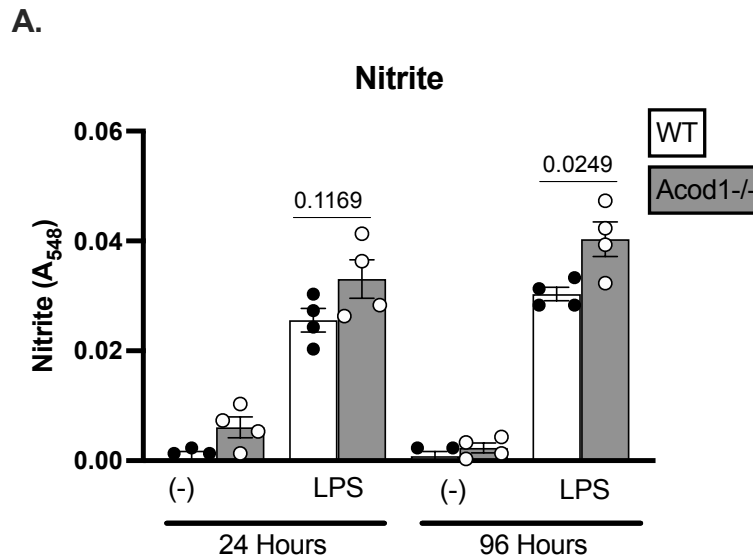 A.
Nitrite
WT
Acod1-/-
Nitrite (A548)
0.06
0.04
0.02
0.00
0.1169
0.0249
(-) LPS (-) LPS
24 Hours 96 Hours